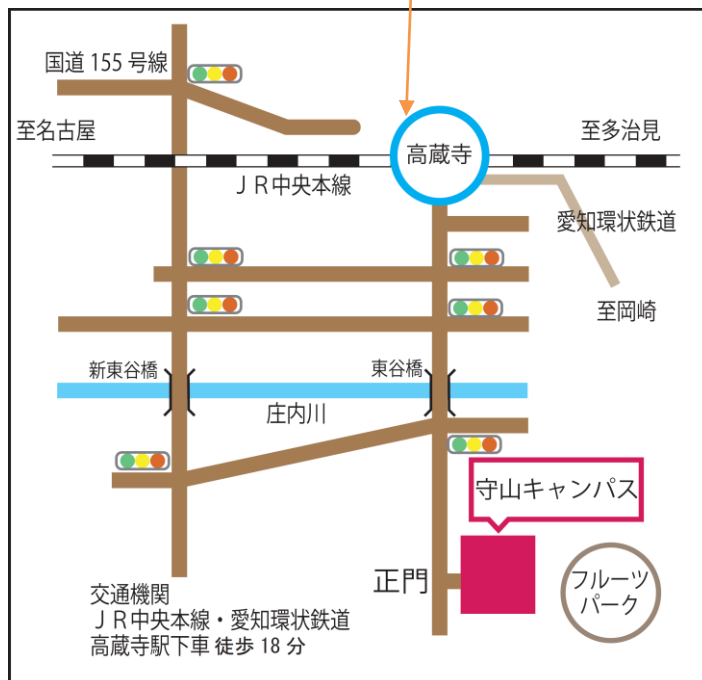 国道 155 号線
至名古屋
高蔵寺
至多治見
ＪＲ中央本線
愛知環状鉄道
至岡崎
新東谷橋
東谷橋
庄内川
守山キャンパス
正門
フルーツ
パーク
交通機関
ＪＲ中央本線・愛知環状鉄道
高蔵寺駅下車 徒歩 18 分